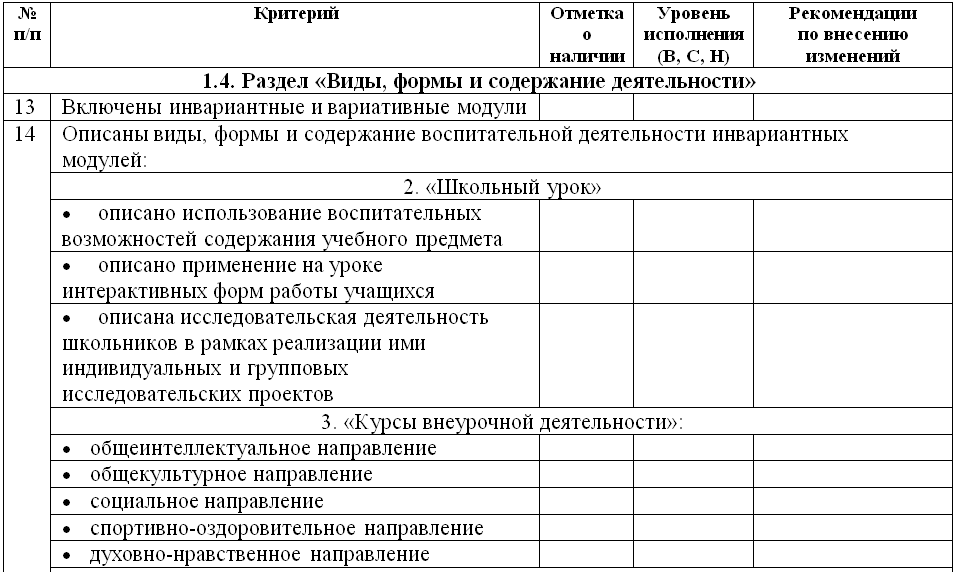 № п/п
Критерий
Отметка о наличии
Уровень исполнения (В, С, Н)
Рекомендации по внесению изменений
1.4. Раздел «Виды, формы и содержание деятельности»
13 Включены инвариантные и вариативные модули
14 Описаны виды, формы и содержание воспитательной деятельности инвариантных
модулей:
2. «Школьный урок»
• описано использование воспитательных
возможностей содержания учебного предмета
• описано применение на уроке
интерактивных форм работы учащихся
• описана исследовательская деятельность
школьников в рамках реализации ими
индивидуальных и групповых
исследовательских проектов
3. «Курсы внеурочной деятельности»:
• общеинтеллектуальное направление
• общекультурное направление
• социальное направление
• спортивно-оздоровительное направление
• духовно-нравственное направление